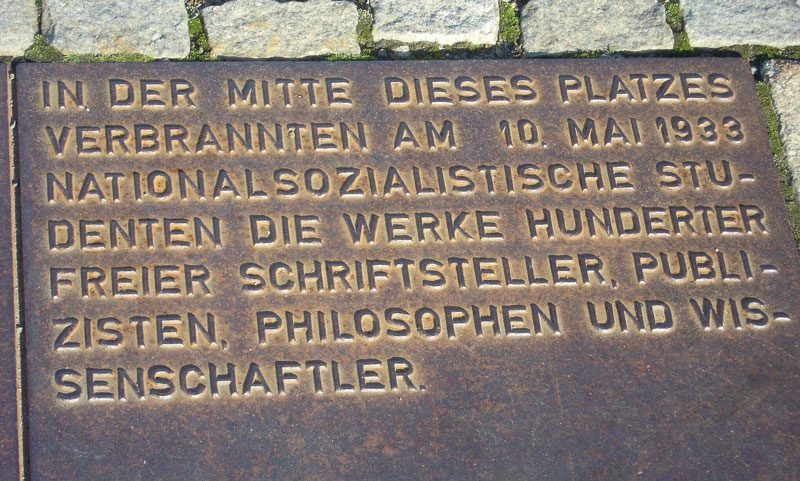 IN DER MITTE DIESES PLATZES
VERBRANNTEN AM 10. MAI 1933
NATIONALSOZIALISTISCHE STU-
DENTEN DIE WERKE HUNDERTER
FREIER SCHRIFTSTELLER, PUBLI-
ZISTEN, PHILOSOPHEN UND WIS-
SENSCHAFTLER.